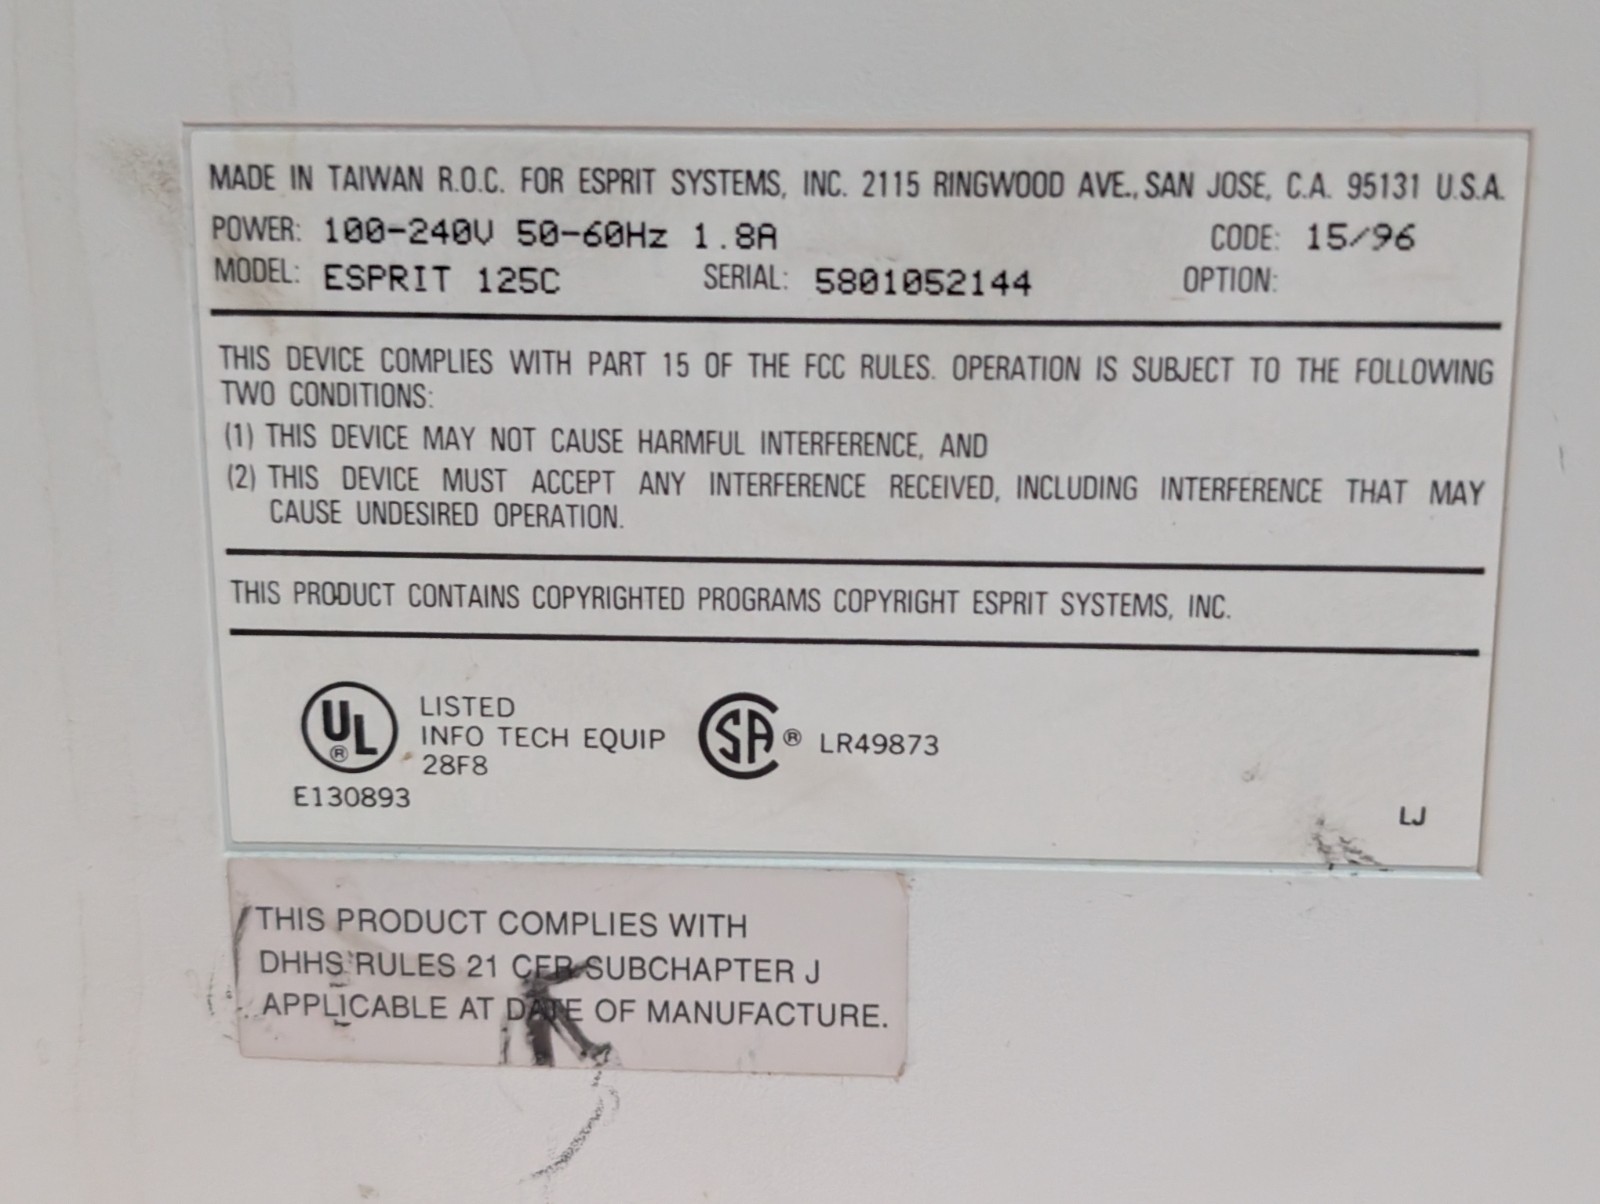 MADE IN TAIWAN R.O.C. FOR ESPRIT SYSTEMS, INC. 2115 RINGWOOD AVE., SAN JOSE, C.A. 95131 U.S.A.
POWER: 100-240V 50-60Hz 1.8A CODE: 15/96
MODEL: ESPRIT 125C SERIAL: 5801052144 OPTION:
THIS DEVICE COMPLIES WITH PART 15 OF THE FCC RULES. OPERATION IS SUBJECT TO THE FOLLOWING
TWO CONDITIONS:
(1) THIS DEVICE MAY NOT CAUSE HARMFUL INTERFERENCE, AND
(2) THIS DEVICE MUST ACCEPT ANY INTERFERENCE RECEIVED, INCLUDING INTERFERENCE THAT MAY
CAUSE UNDESIRED OPERATION.
THIS PRODUCT CONTAINS COPYRIGHTED PROGRAMS COPYRIGHT ESPRIT SYSTEMS, INC.
UL ®
LISTED
INFO TECH EQUIP
28F8
E130893
SA ® LR49873
LJ
THIS PRODUCT COMPLIES WITH
DHHS RULES 21 CFR SUBCHAPTER J
APPLICABLE AT DATE OF MANUFACTURE.